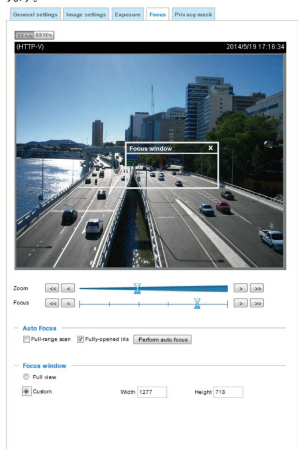 General settings Image settings Exposure Focus Privacy mask
(HTTP-V) 2014/5/19 17:16:34
Focus window X
Zoom << < > >>
Focus << < > >>
Auto Focus
Full-range scan Fully-opened iris Perform auto focus
Focus window
Full view
Custom Width 1277 Height 718